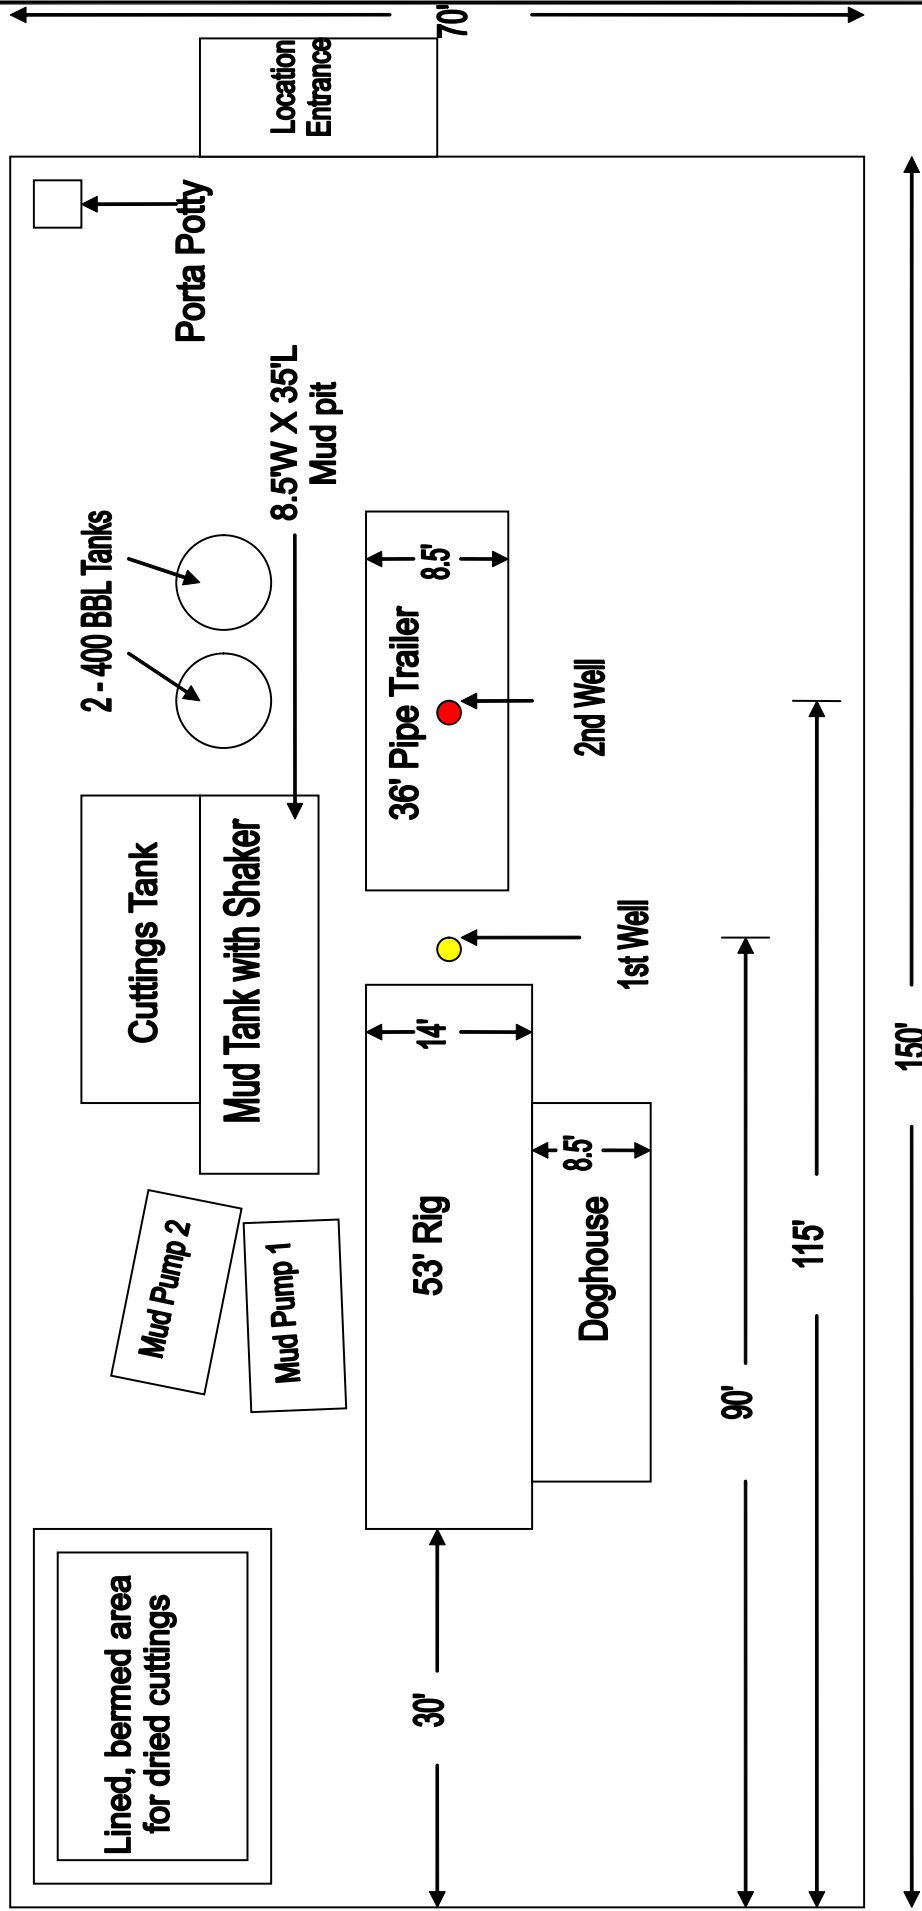 70'
Location
Entrance
Porta Potty
8.5'W X 35'L
Mud pit
2 - 400 BBL Tanks
8.5'
36' Pipe Trailer
2nd Well
Cuttings Tank
Mud Tank with Shaker
1st Well
14'
150'
8.5'
53' Rig
Doghouse
Mud Pump 2
Mud Pump 1
115'
90'
Lined, bermed area
for dried cuttings
30'